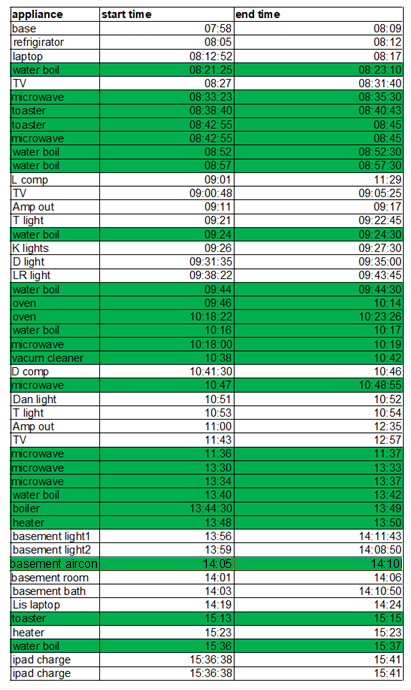 appliance start time end time
base 07:58 08:09
refrigirator 08:05 08:12
laptop 08:12:52 08:17
water boil 08:21:25 08:23:10
TV 08:27 08:31:40
microwave 08:33:23 08:35:30
toaster 08:38:40 08:40:43
toaster 08:42:55 08:45
microwave 08:42:55 08:45
water boil 08:52 08:52:30
water boil 08:57 08:57:30
L comp 09:01 11:29
TV 09:00:48 09:05:25
Amp out 09:11 09:17
T light 09:21 09:22:45
water boil 09:24 09:24:30
K lights 09:26 09:27:30
D light 09:31:35 09:35:00
LR light 09:38:22 09:43:45
water boil 09:44 09:44:30
oven 09:46 10:14
oven 10:18:22 10:23:26
water boil 10:16 10:17
microwave 10:18:00 10:19
vacum cleaner 10:38 10:42
D comp 10:41:30 10:46
microwave 10:47 10:48:55
Dan light 10:51 10:52
T light 10:53 10:54
Amp out 11:00 12:35
TV 11:43 12:57
microwave 11:36 11:37
microwave 13:30 13:33
microwave 13:34 13:37
water boil 13:40 13:42
boiler 13:44:30 13:49
heater 13:48 13:50
basement light1 13:56 14:11:43
basement light2 13:59 14:08:50
basement aircon 14:05 14:10
basement room 14:01 14:06
basement bath 14:03 14:10:50
Lis laptop 14:19 14:24
toaster 15:13 15:15
heater 15:23 15:23
water boil 15:36 15:37
ipad charge 15:36:38 15:41
ipad charge 15:36:38 15:41